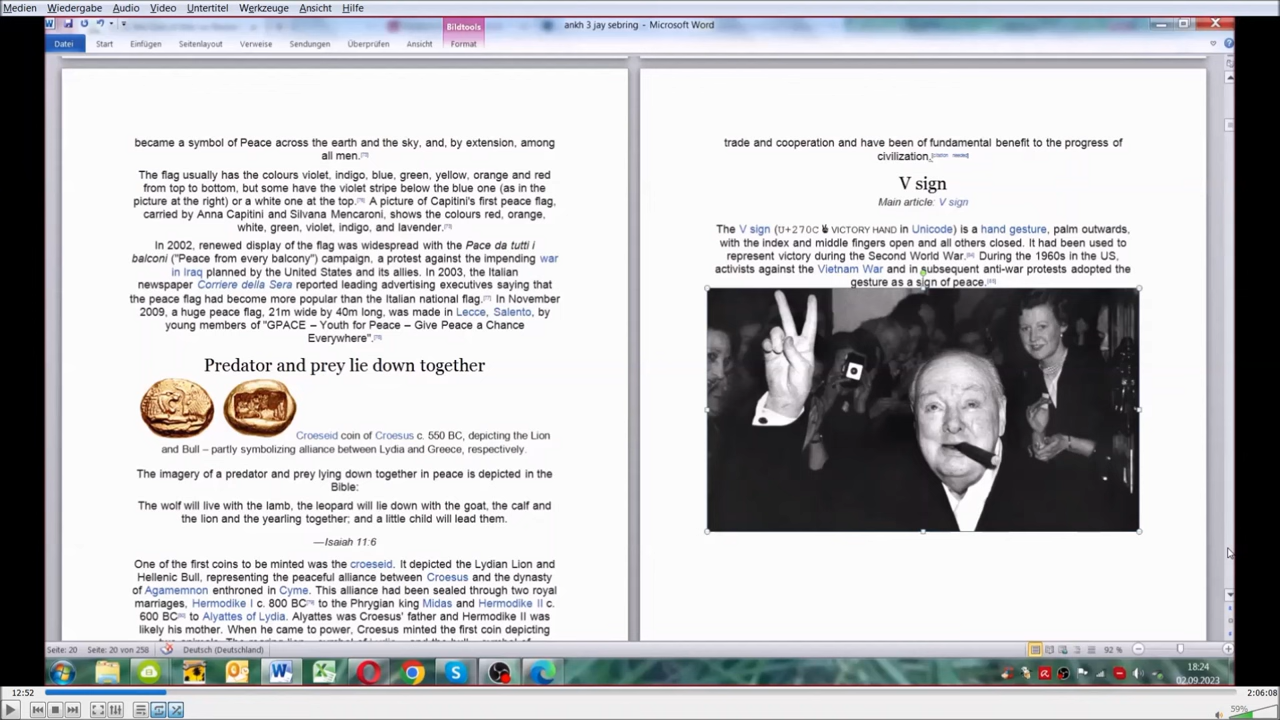 Medien Wiedergabe Audio Video Untertitel Werkzeuge Ansicht Hilfe
Bildtools
ankh 3 jay sebring - Microsoft Word
Datei Start Einfügen Seitenlayout Verweise Sendungen Überprüfen Ansicht Format
became a symbol of Peace across the earth and the sky, and, by extension, among
all men.
The flag usually has the colours violet, indigo, blue, green, yellow, orange and red
from top to bottom, but some have the violet stripe below the blue one (as in the
picture at the right) or a white one at the top. A picture of Capitini's first peace flag,
carried by Anna Capitini and Silvana Mencaroni, shows the colours red, orange,
white, green, violet, indigo, and lavender.
In 2002, renewed display of the flag was widespread with the Pace da tutti i
balconi ("Peace from every balcony") campaign, a protest against the impending war
in Iraq planned by the United States and its allies. In 2003, the Italian
newspaper Corriere della Sera reported leading advertising executives saying that
the peace flag had become more popular than the Italian national flag. In November
2009, a huge peace flag, 21m wide by 40m long, was made in Lecce, Salento, by
young members of "GPACE – Youth for Peace – Give Peace a Chance
Everywhere".
Predator and prey lie down together
Croeseid coin of Croesus c. 550 BC, depicting the Lion
and Bull – partly symbolizing alliance between Lydia and Greece, respectively.
The imagery of a predator and prey lying down together in peace is depicted in the
Bible:
The wolf will live with the lamb, the leopard will lie down with the goat, the calf and
the lion and the yearling together; and a little child will lead them.
—Isaiah 11:6
One of the first coins to be minted was the croeseid. It depicted the Lydian Lion and
Hellenic Bull, representing the peaceful alliance between Croesus and the dynasty
of Agamemnon enthroned in Cyme. This alliance had been sealed through two royal
marriages, Hermodike I c. 800 BC to the Phrygian king Midas and Hermodike II c.
600 BC to Alyattes of Lydia. Alyattes was Croesus' father and Hermodike II was
likely his mother. When he came to power, Croesus minted the first coin depicting
trade and cooperation and have been of fundamental benefit to the progress of
civilization.[citation needed]
V sign
Main article: V sign
The V sign (U+270C ✌ VICTORY HAND in Unicode) is a hand gesture, palm outwards,
with the index and middle fingers open and all others closed. It had been used to
represent victory during the Second World War. During the 1960s in the US,
activists against the Vietnam War and in subsequent anti-war protests adopted the
gesture as a sign of peace.
Seite: 20 Seite: 20 von 258 Deutsch (Deutschland) 92 %
18:24
02.09.2023
12:52 2:06:08
59%